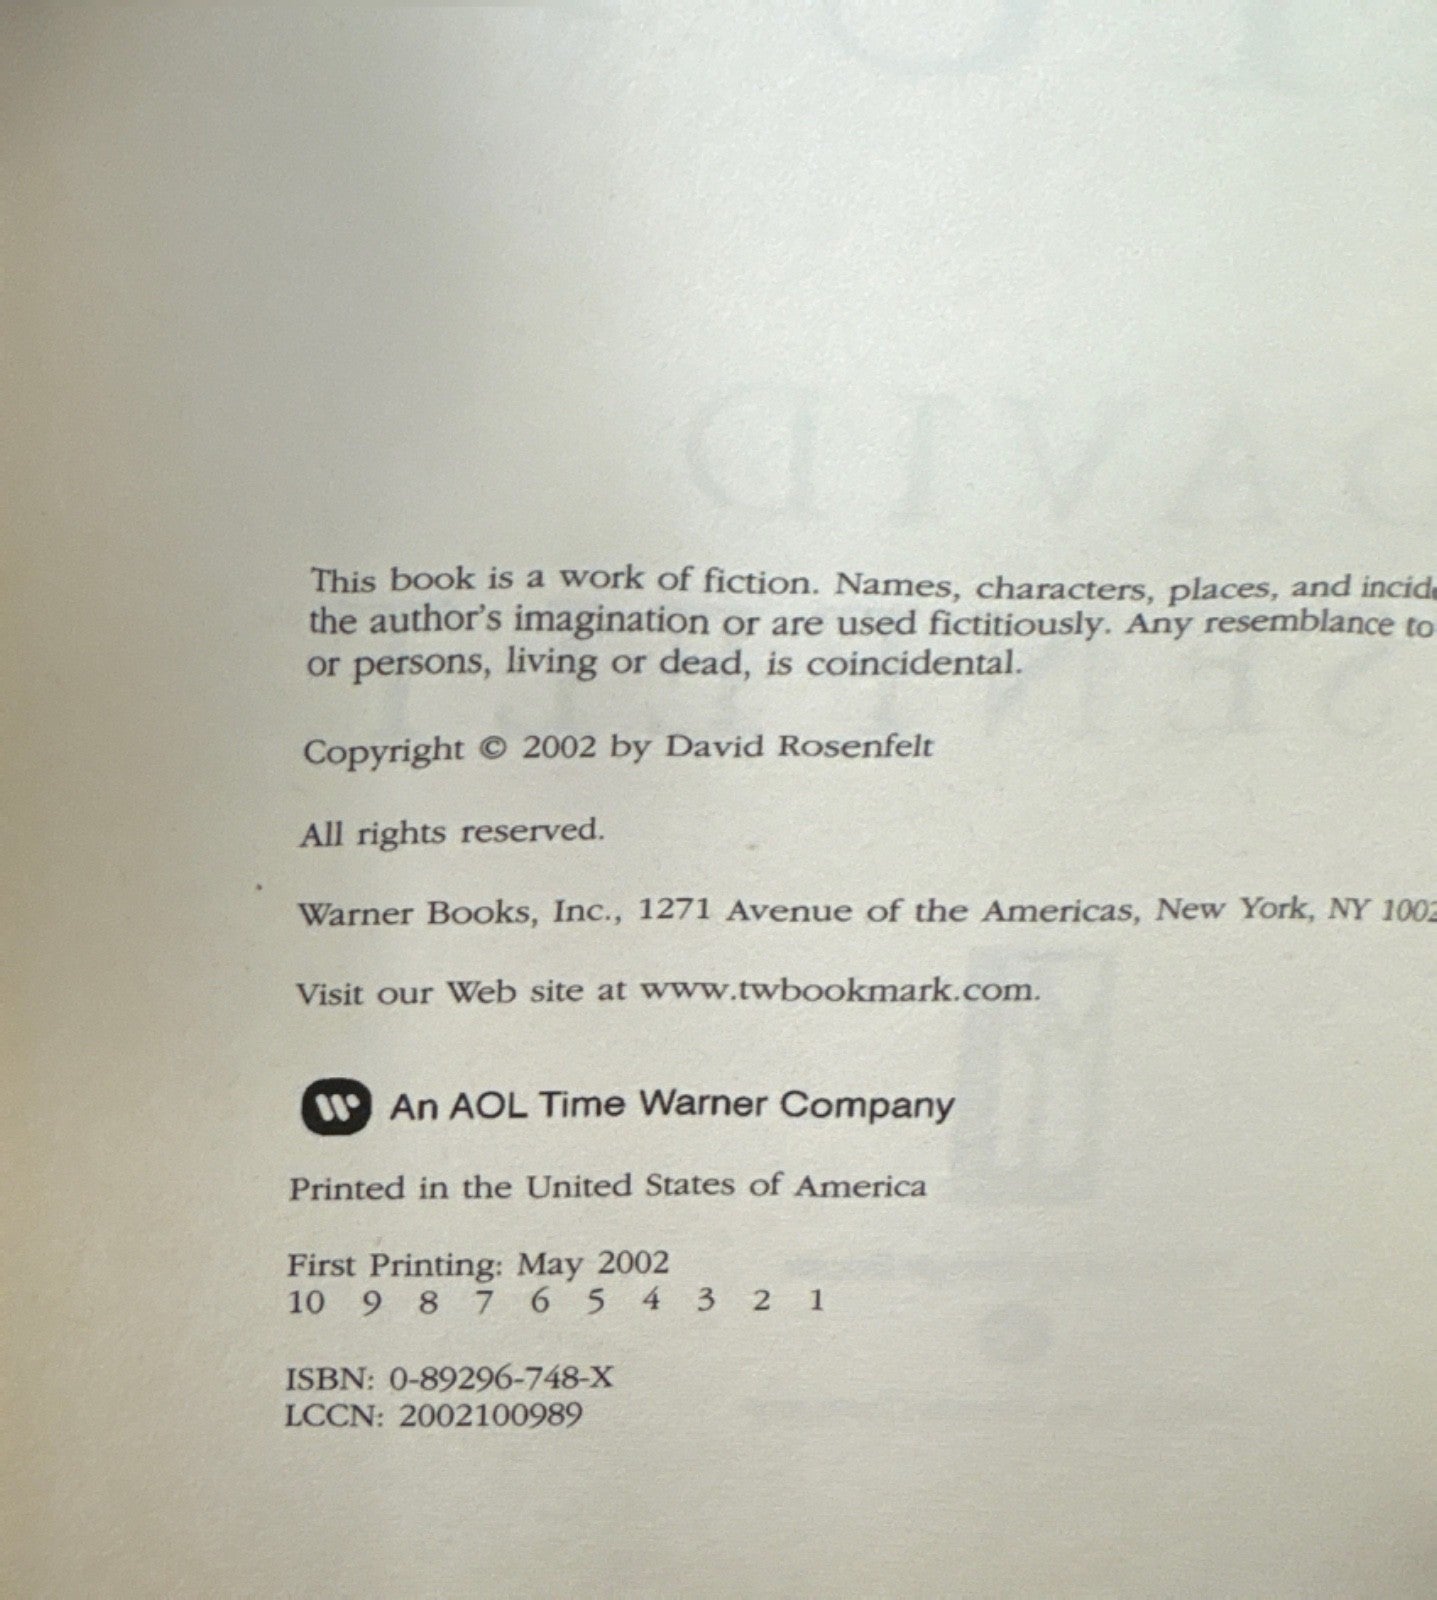 This book is a work of fiction. Names, characters, places, and
the author's imagination or are used fictitiously. Any resemblance to
or persons, living or dead, is coincidental.
Copyright © 2002 by David Rosenfelt
All rights reserved.
Warner Books, Inc., 1271 Avenue of the Americas, New York, NY
Visit our Web site at www.twbookmark.com.
An AOL Time Warner Company
Printed in the United States of America
First Printing: May 2002
10 9 8 7 6 5 4 3 2 1
ISBN: 0-89296-748-X
LCCN: 2002100989